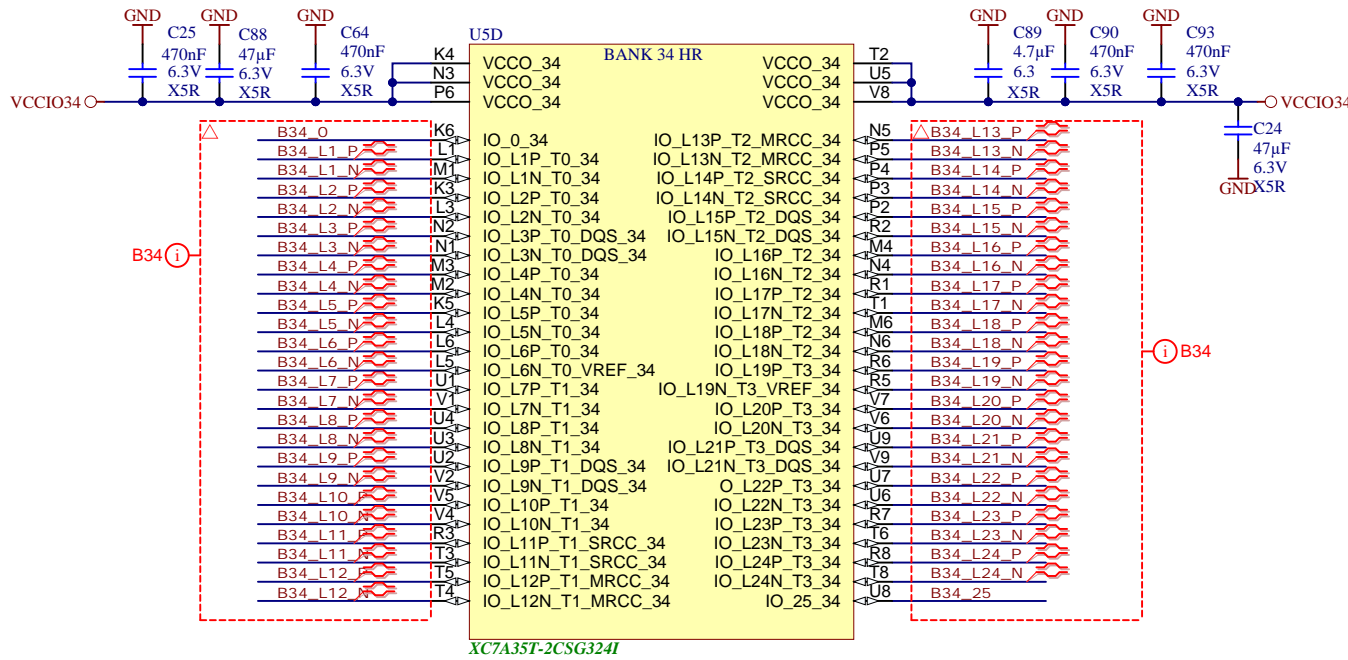 GND GND GND GND GND GND
C25 C88 C64 U5D C89 C90 C93
470nF 47µF 470nF BANK 34 HR 4.7µF 470nF 470nF
6.3V 6.3V 6.3V 6.3 6.3V 6.3V
X5R X5R X5R X5R X5R X5R
K4 VCCO_34 VCCO_34 T2
N3 VCCO_34 VCCO_34 U5
VCCIO34 P6 VCCO_34 VCCO_34 V8 VCCIO34
C24
47µF
6.3V
X5R
GND
B34_0 K6 IO_0_34 IO_L13P_T2_MRCC_34 N5 B34_L13_P
B34_L1_P L1 IO_L1P_T0_34 IO_L13N_T2_MRCC_34 P5 B34_L13_N
B34_L1_N M1 IO_L1N_T0_34 IO_L14P_T2_SRCC_34 P4 B34_L14_P
B34_L2_P K3 IO_L2P_T0_34 IO_L14N_T2_SRCC_34 P3 B34_L14_N
B34_L2_N L3 IO_L2N_T0_34 IO_L15P_T2_DQS_34 P2 B34_L15_P
B34_L3_P N2 IO_L3P_T0_DQS_34 IO_L15N_T2_DQS_34 R2 B34_L15_N
B34 i B34_L3_N N1 IO_L3N_T0_DQS_34 IO_L16P_T2_34 M4 B34_L16_P
B34_L4_P M3 IO_L4P_T0_34 IO_L16N_T2_34 N4 B34_L16_N
B34_L4_N M2 IO_L4N_T0_34 IO_L17P_T2_34 R1 B34_L17_P
B34_L5_P K5 IO_L5P_T0_34 IO_L17N_T2_34 T1 B34_L17_N
B34_L5_N L4 IO_L5N_T0_34 IO_L18P_T2_34 M6 B34_L18_P
B34_L6_P L6 IO_L6P_T0_34 IO_L18N_T2_34 N6 B34_L18_N i B34
B34_L6_N L5 IO_L6N_T0_VREF_34 IO_L19P_T3_34 R6 B34_L19_P
B34_L7_P U1 IO_L7P_T1_34 IO_L19N_T3_VREF_34 R5 B34_L19_N
B34_L7_N V1 IO_L7N_T1_34 IO_L20P_T3_34 V7 B34_L20_P
B34_L8_P U4 IO_L8P_T1_34 IO_L20N_T3_34 V6 B34_L20_N
B34_L8_N U3 IO_L8N_T1_34 IO_L21P_T3_DQS_34 U9 B34_L21_P
B34_L9_P U2 IO_L9P_T1_DQS_34 IO_L21N_T3_DQS_34 V9 B34_L21_N
B34_L9_N V2 IO_L9N_T1_DQS_34 O_L22P_T3_34 U7 B34_L22_P
B34_L10_P V5 IO_L10P_T1_34 IO_L22N_T3_34 U6 B34_L22_N
B34_L10_N V4 IO_L10N_T1_34 IO_L23P_T3_34 R7 B34_L23_P
B34_L11_P R3 IO_L11P_T1_SRCC_34 IO_L23N_T3_34 T6 B34_L23_N
B34_L11_N T3 IO_L11N_T1_SRCC_34 IO_L24P_T3_34 R8 B34_L24_P
B34_L12_P T5 IO_L12P_T1_MRCC_34 IO_L24N_T3_34 T8 B34_L24_N
B34_L12_N T4 IO_L12N_T1_MRCC_34 IO_25_34 U8 B34_25
XC7A35T-2CSG324I